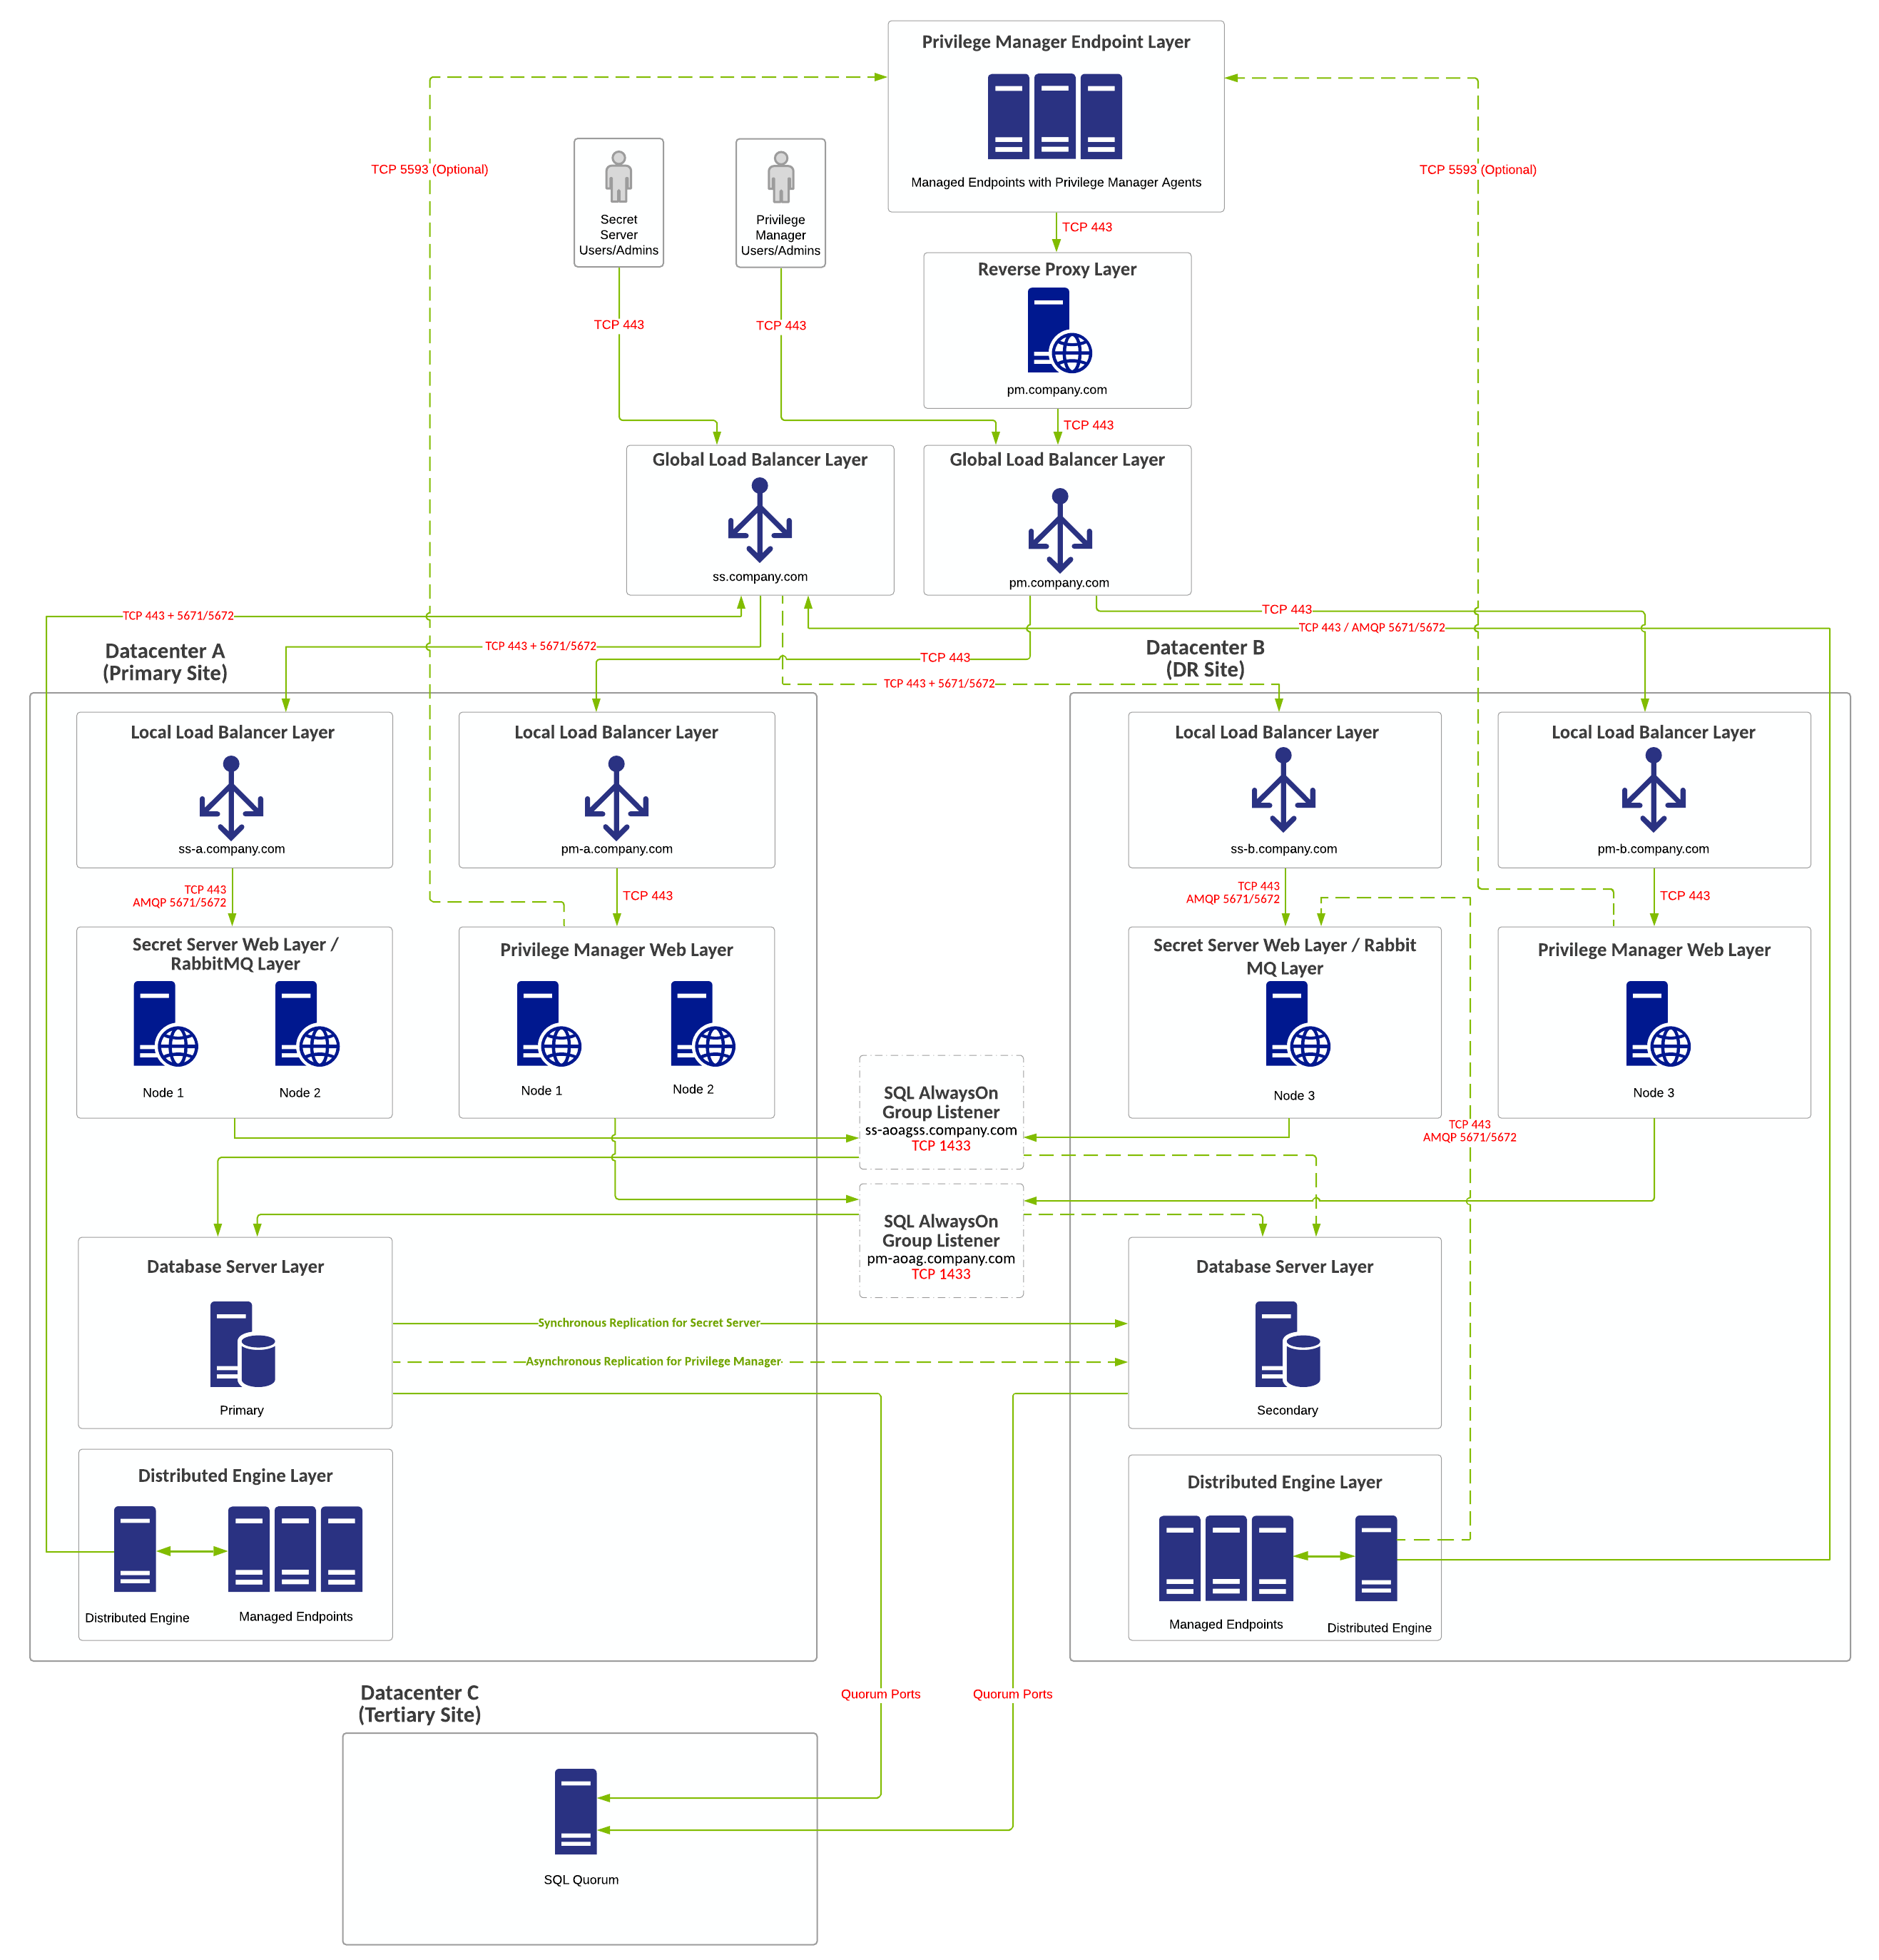 Privilege Manager Endpoint Layer
Managed Endpoints with Privilege Manager Agents
TCP 5593 (Optional)
TCP 5593 (Optional)
Secret
Server
Users/Admins
Privilege
Manager
Users/Admins
TCP 443
Reverse Proxy Layer
pm.company.com
TCP 443
TCP 443
TCP 443
Global Load Balancer Layer
ss.company.com
Global Load Balancer Layer
pm.company.com
TCP 443 + 5671/5672
TCP 443
TCP 443 / AMQP 5671/5672
TCP 443 + 5671/5672
TCP 443
TCP 443 + 5671/5672
Datacenter A
(Primary Site)
Datacenter B
(DR Site)
Local Load Balancer Layer
ss-a.company.com
Local Load Balancer Layer
pm-a.company.com
Local Load Balancer Layer
ss-b.company.com
Local Load Balancer Layer
pm-b.company.com
TCP 443
AMQP 5671/5672
TCP 443
TCP 443
AMQP 5671/5672
TCP 443
Secret Server Web Layer /
RabbitMQ Layer
Node 1
Node 2
Privilege Manager Web Layer
Node 1
Node 2
Secret Server Web Layer / Rabbit
MQ Layer
Node 3
Privilege Manager Web Layer
Node 3
SQL AlwaysOn
Group Listener
ss-aoagss.company.com
TCP 1433
TCP 443
AMQP 5671/5672
SQL AlwaysOn
Group Listener
pm-aoag.company.com
TCP 1433
Database Server Layer
Primary
Synchronous Replication for Secret Server
Asynchronous Replication for Privilege Manager
Database Server Layer
Secondary
Distributed Engine Layer
Distributed Engine
Managed Endpoints
Distributed Engine Layer
Managed Endpoints
Distributed Engine
Quorum Ports
Quorum Ports
Datacenter C
(Tertiary Site)
SQL Quorum